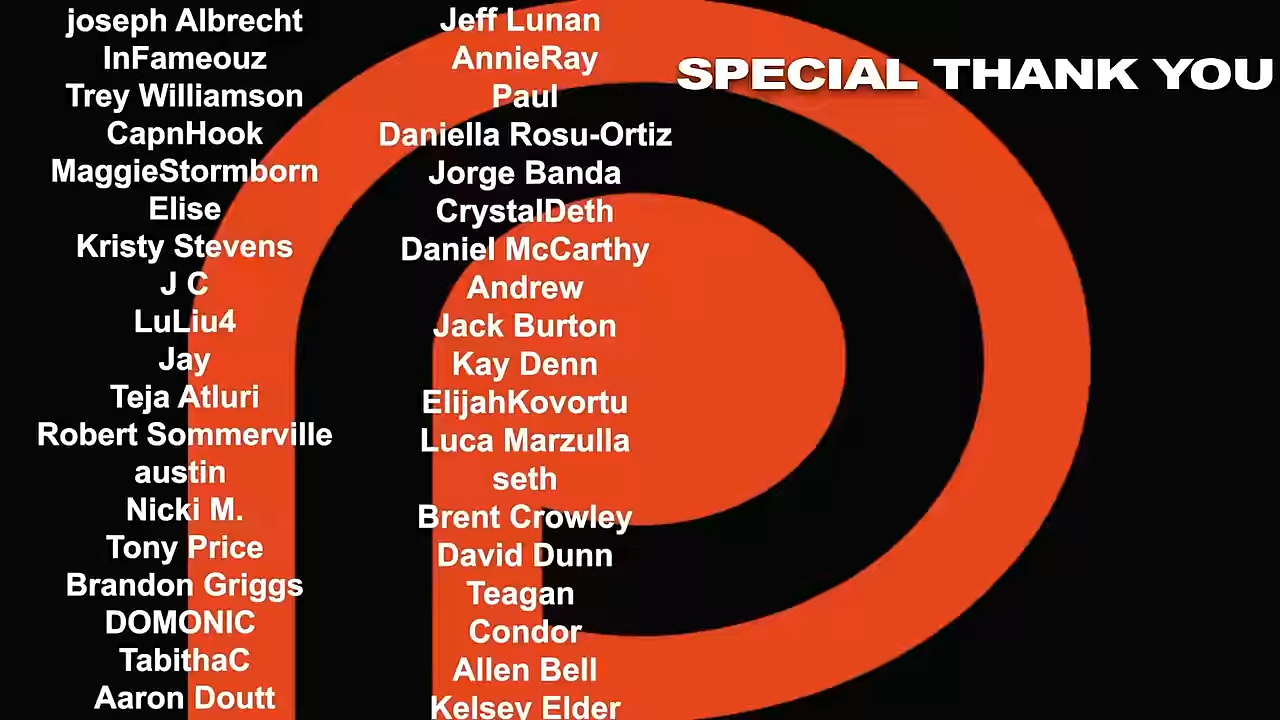 joseph Albrecht
InFameouz
Trey Williamson
CapnHook
MaggieStormborn
Elise
Kristy Stevens
J C
LuLiu4
Jay
Teja Atluri
Robert Sommerville
austin
Nicki M.
Tony Price
Brandon Griggs
DOMONIC
TabithaC
Aaron Doutt
Jeff Lunan
AnnieRay
Paul
Daniella Rosu-Ortiz
Jorge Banda
CrystalDeth
Daniel McCarthy
Andrew
Jack Burton
Kay Denn
ElijahKovortu
Luca Marzulla
seth
Brent Crowley
David Dunn
Teagan
Condor
Allen Bell
Kelsey Elder
SPECIAL THANK YOU